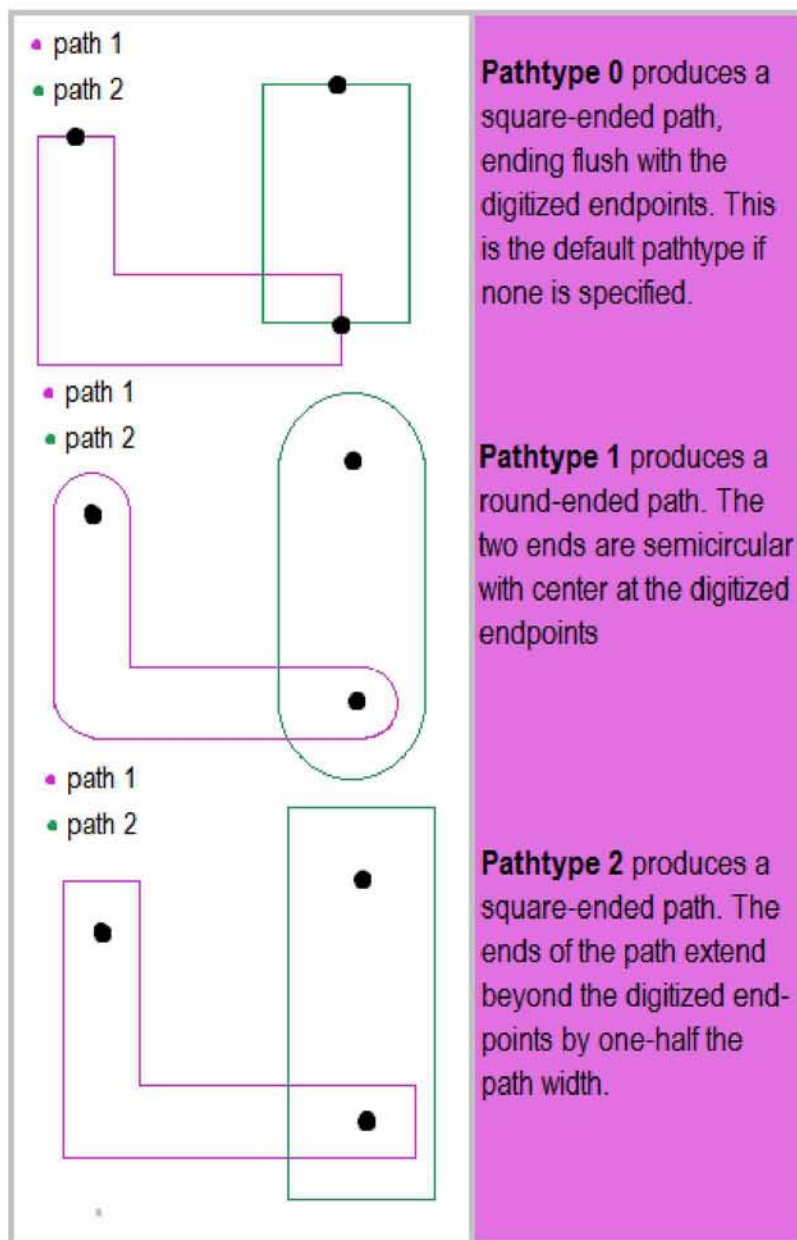 path 1
path 2
Pathtype 0 produces a
square-ended path,
ending flush with the
digitized endpoints. This
is the default pathtype if
none is specified.
path 1
path 2
Pathtype 1 produces a
round-ended path. The
two ends are semicircular
with center at the digitized
endpoints
path 1
path 2
Pathtype 2 produces a
square-ended path. The
ends of the path extend
beyond the digitized end-
points by one-half the
path width.